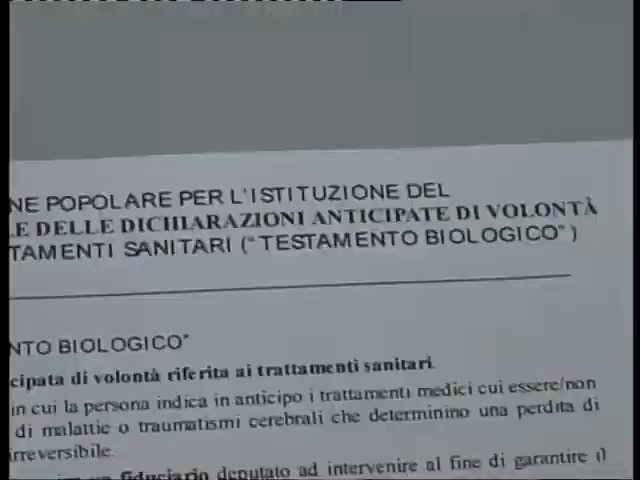 NE POPOLARE PER L'ISTITUZIONE DEL
LE DELLE DICHIARAZIONI ANTICIPATE DI VOLONTÀ
TAMENTI SANITARI ("TESTAMENTO BIOLOGICO")
NTO BIOLOGICO"
cipata di volontà riferita ai trattamenti sanitari.
in cui la persona indica in anticipo i trattamenti medici cui essere/non
di malattie o traumatismi cerebrali che determinino una perdita di
irreversibile.
un fiduciario deputato ad intervenire al fine di garantire il